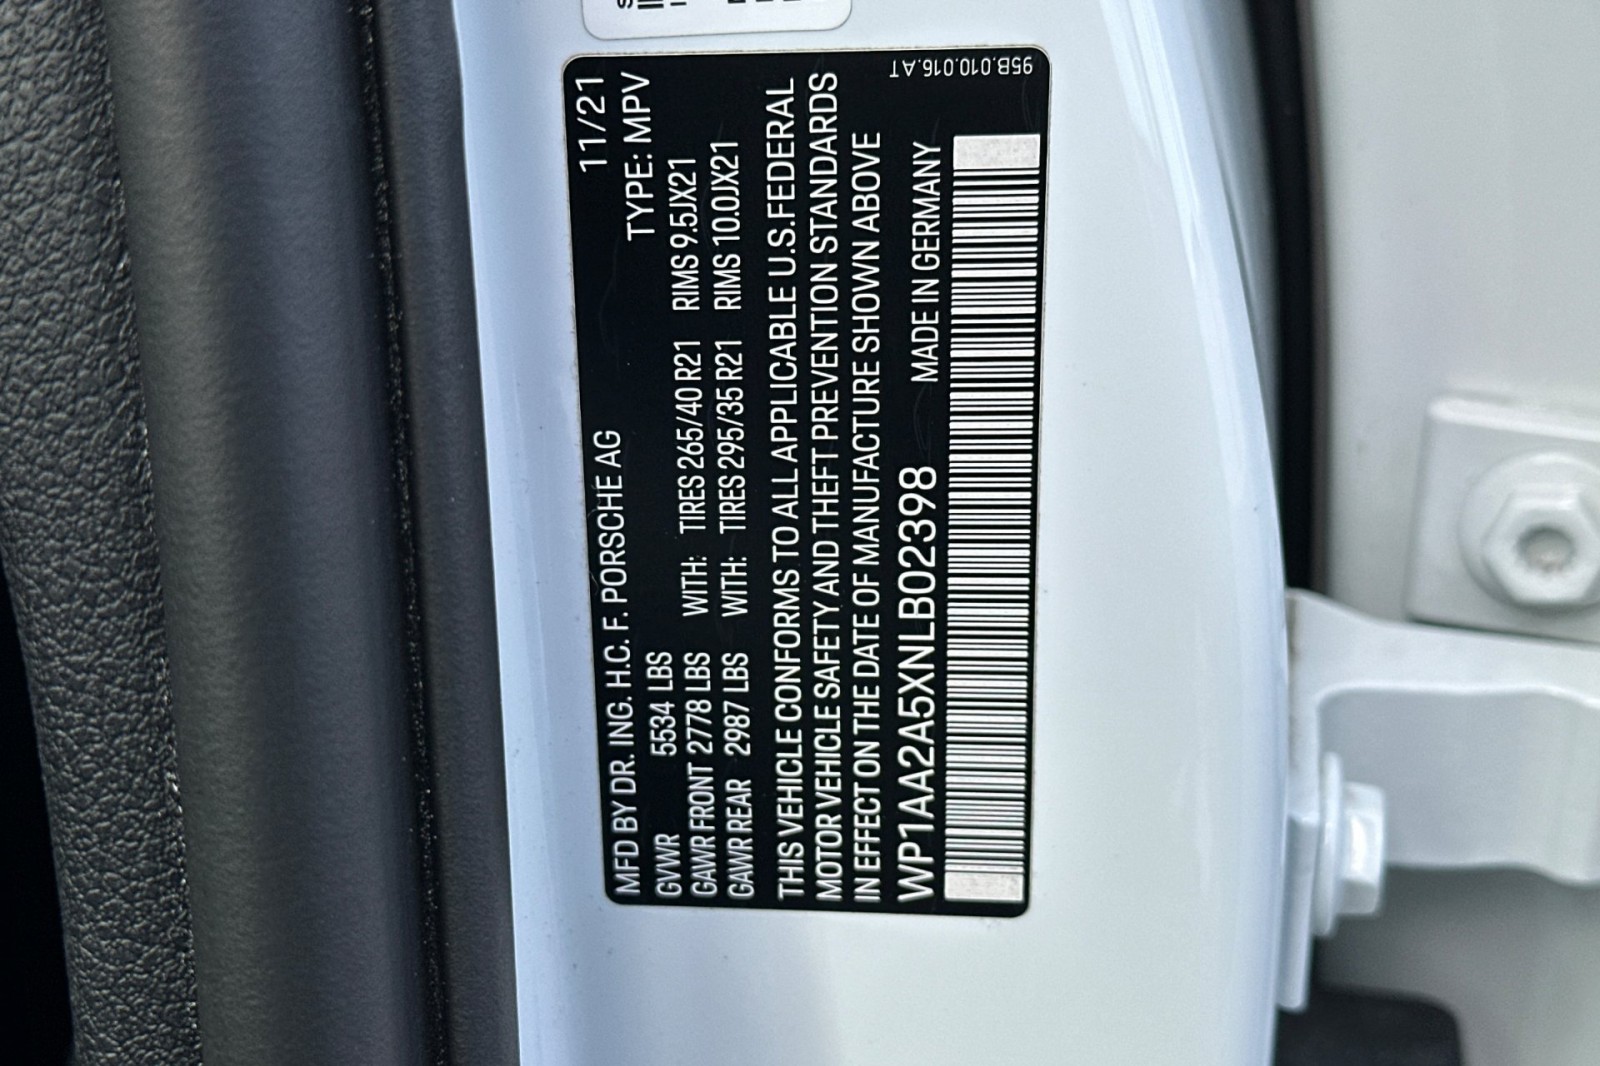 11/21
MFD BY DR. ING. H.C. F. PORSCHE AG TYPE: MPV
GVWR 5534 LBS
GAWR FRONT 2778 LBS WITH: TIRES 265/40 R21 RIMS 9.5JX21
GAWR REAR 2987 LBS WITH: TIRES 295/35 R21 RIMS 10.0JX21
THIS VEHICLE CONFORMS TO ALL APPLICABLE U.S.FEDERAL
MOTOR VEHICLE SAFETY AND THEFT PREVENTION STANDARDS
IN EFFECT ON THE DATE OF MANUFACTURE SHOWN ABOVE
WP1AA2A5XNLB02398 MADE IN GERMANY
95B.010.016.AT